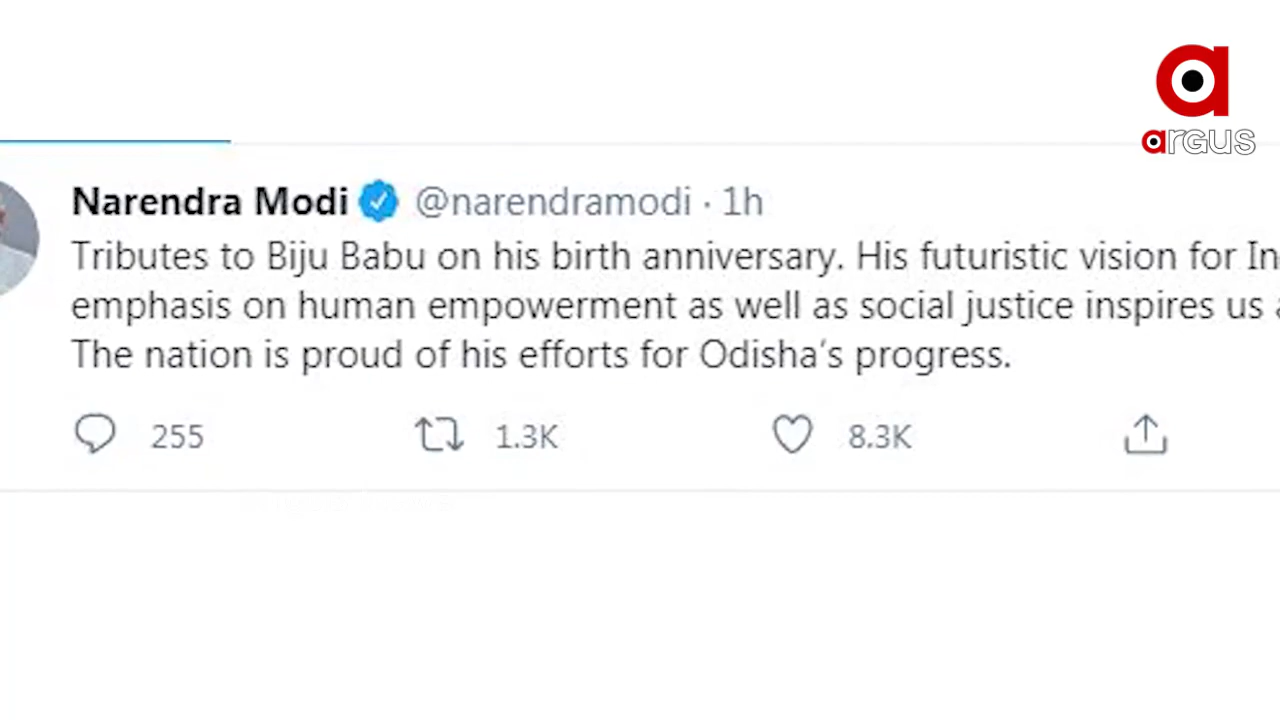 a
argus
Narendra Modi @narendramodi · 1h
Tributes to Biju Babu on his birth anniversary. His futuristic vision for In
emphasis on human empowerment as well as social justice inspires us
The nation is proud of his efforts for Odisha's progress.
255 1.3K 8.3K